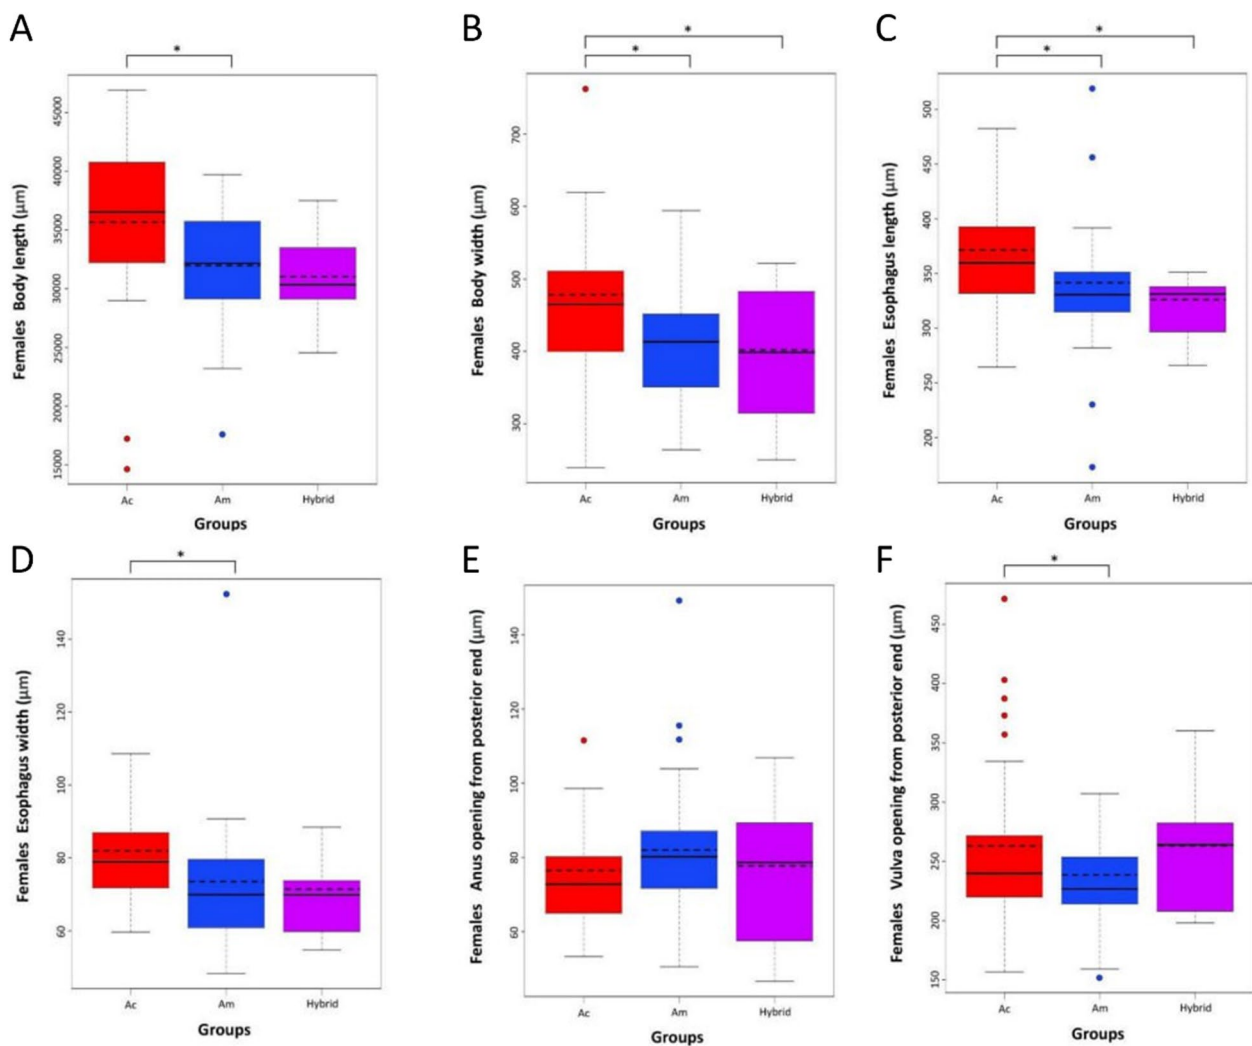 A
*
Females Body length (μm)
45000
40000
35000
30000
25000
20000
15000
Ac Am Hybrid
Groups
B
*
*
Females Body width (μm)
700
600
500
400
300
Ac Am Hybrid
Groups
C
*
*
Females Esophagus length (μm)
500
450
400
350
300
250
200
Ac Am Hybrid
Groups
D
*
Females Esophagus width (μm)
140
120
100
80
60
Ac Am Hybrid
Groups
E
Females Anus opening from posterior end (μm)
140
120
100
80
60
Ac Am Hybrid
Groups
F
*
Females Vulva opening from posterior end (μm)
450
400
350
300
250
200
150
Ac Am Hybrid
Groups